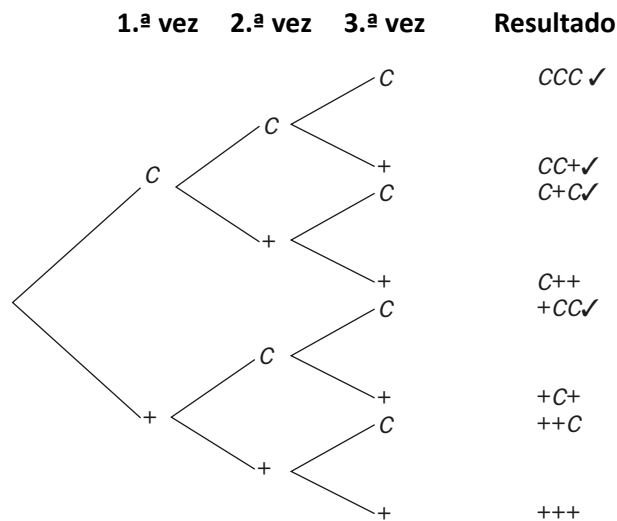 1.ª vez 2.ª vez 3.ª vez Resultado
C CCC ✓
C
+ CC+✓
C
C C+C✓
+
+ C++
C +CC✓
C
+ +C+
+
C ++C
+
+ +++